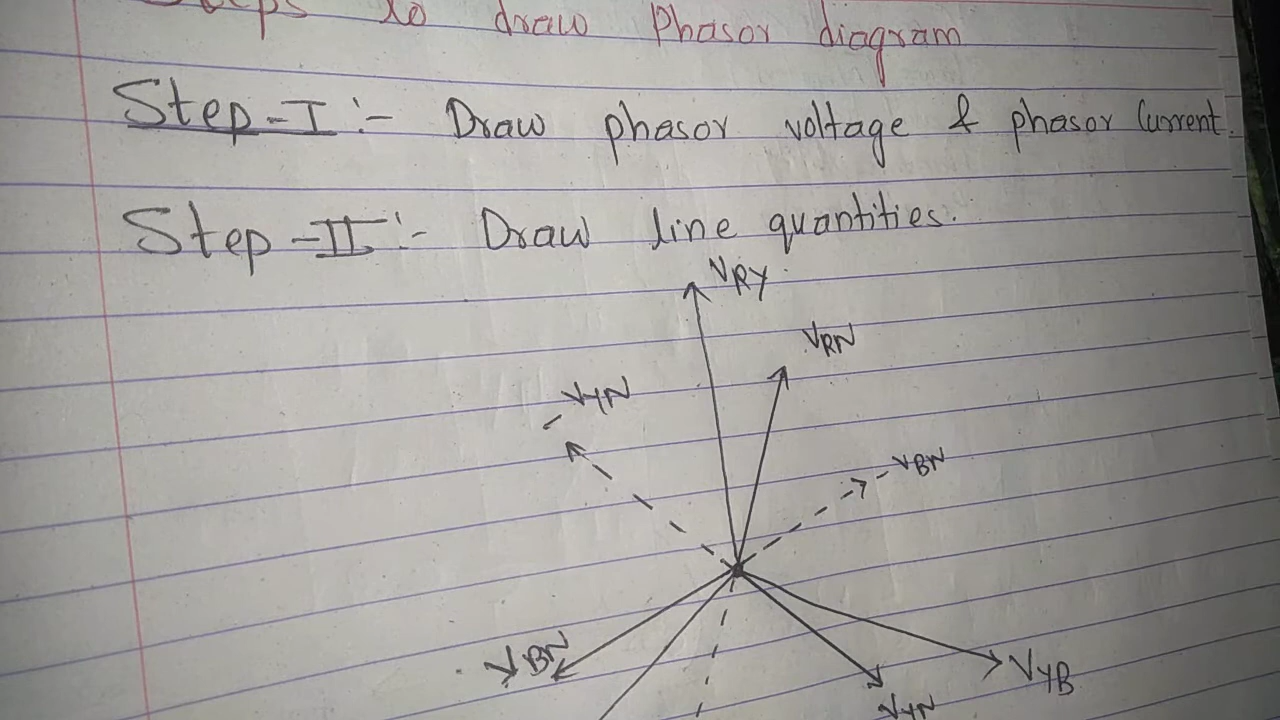 Steps to draw Phasor diagram
Step-I :- Draw phasor voltage & phasor Current.
Step-II :- Draw line quantities.
VRY
VRN
-VYN
-VBN
VBN
VYB
VYN